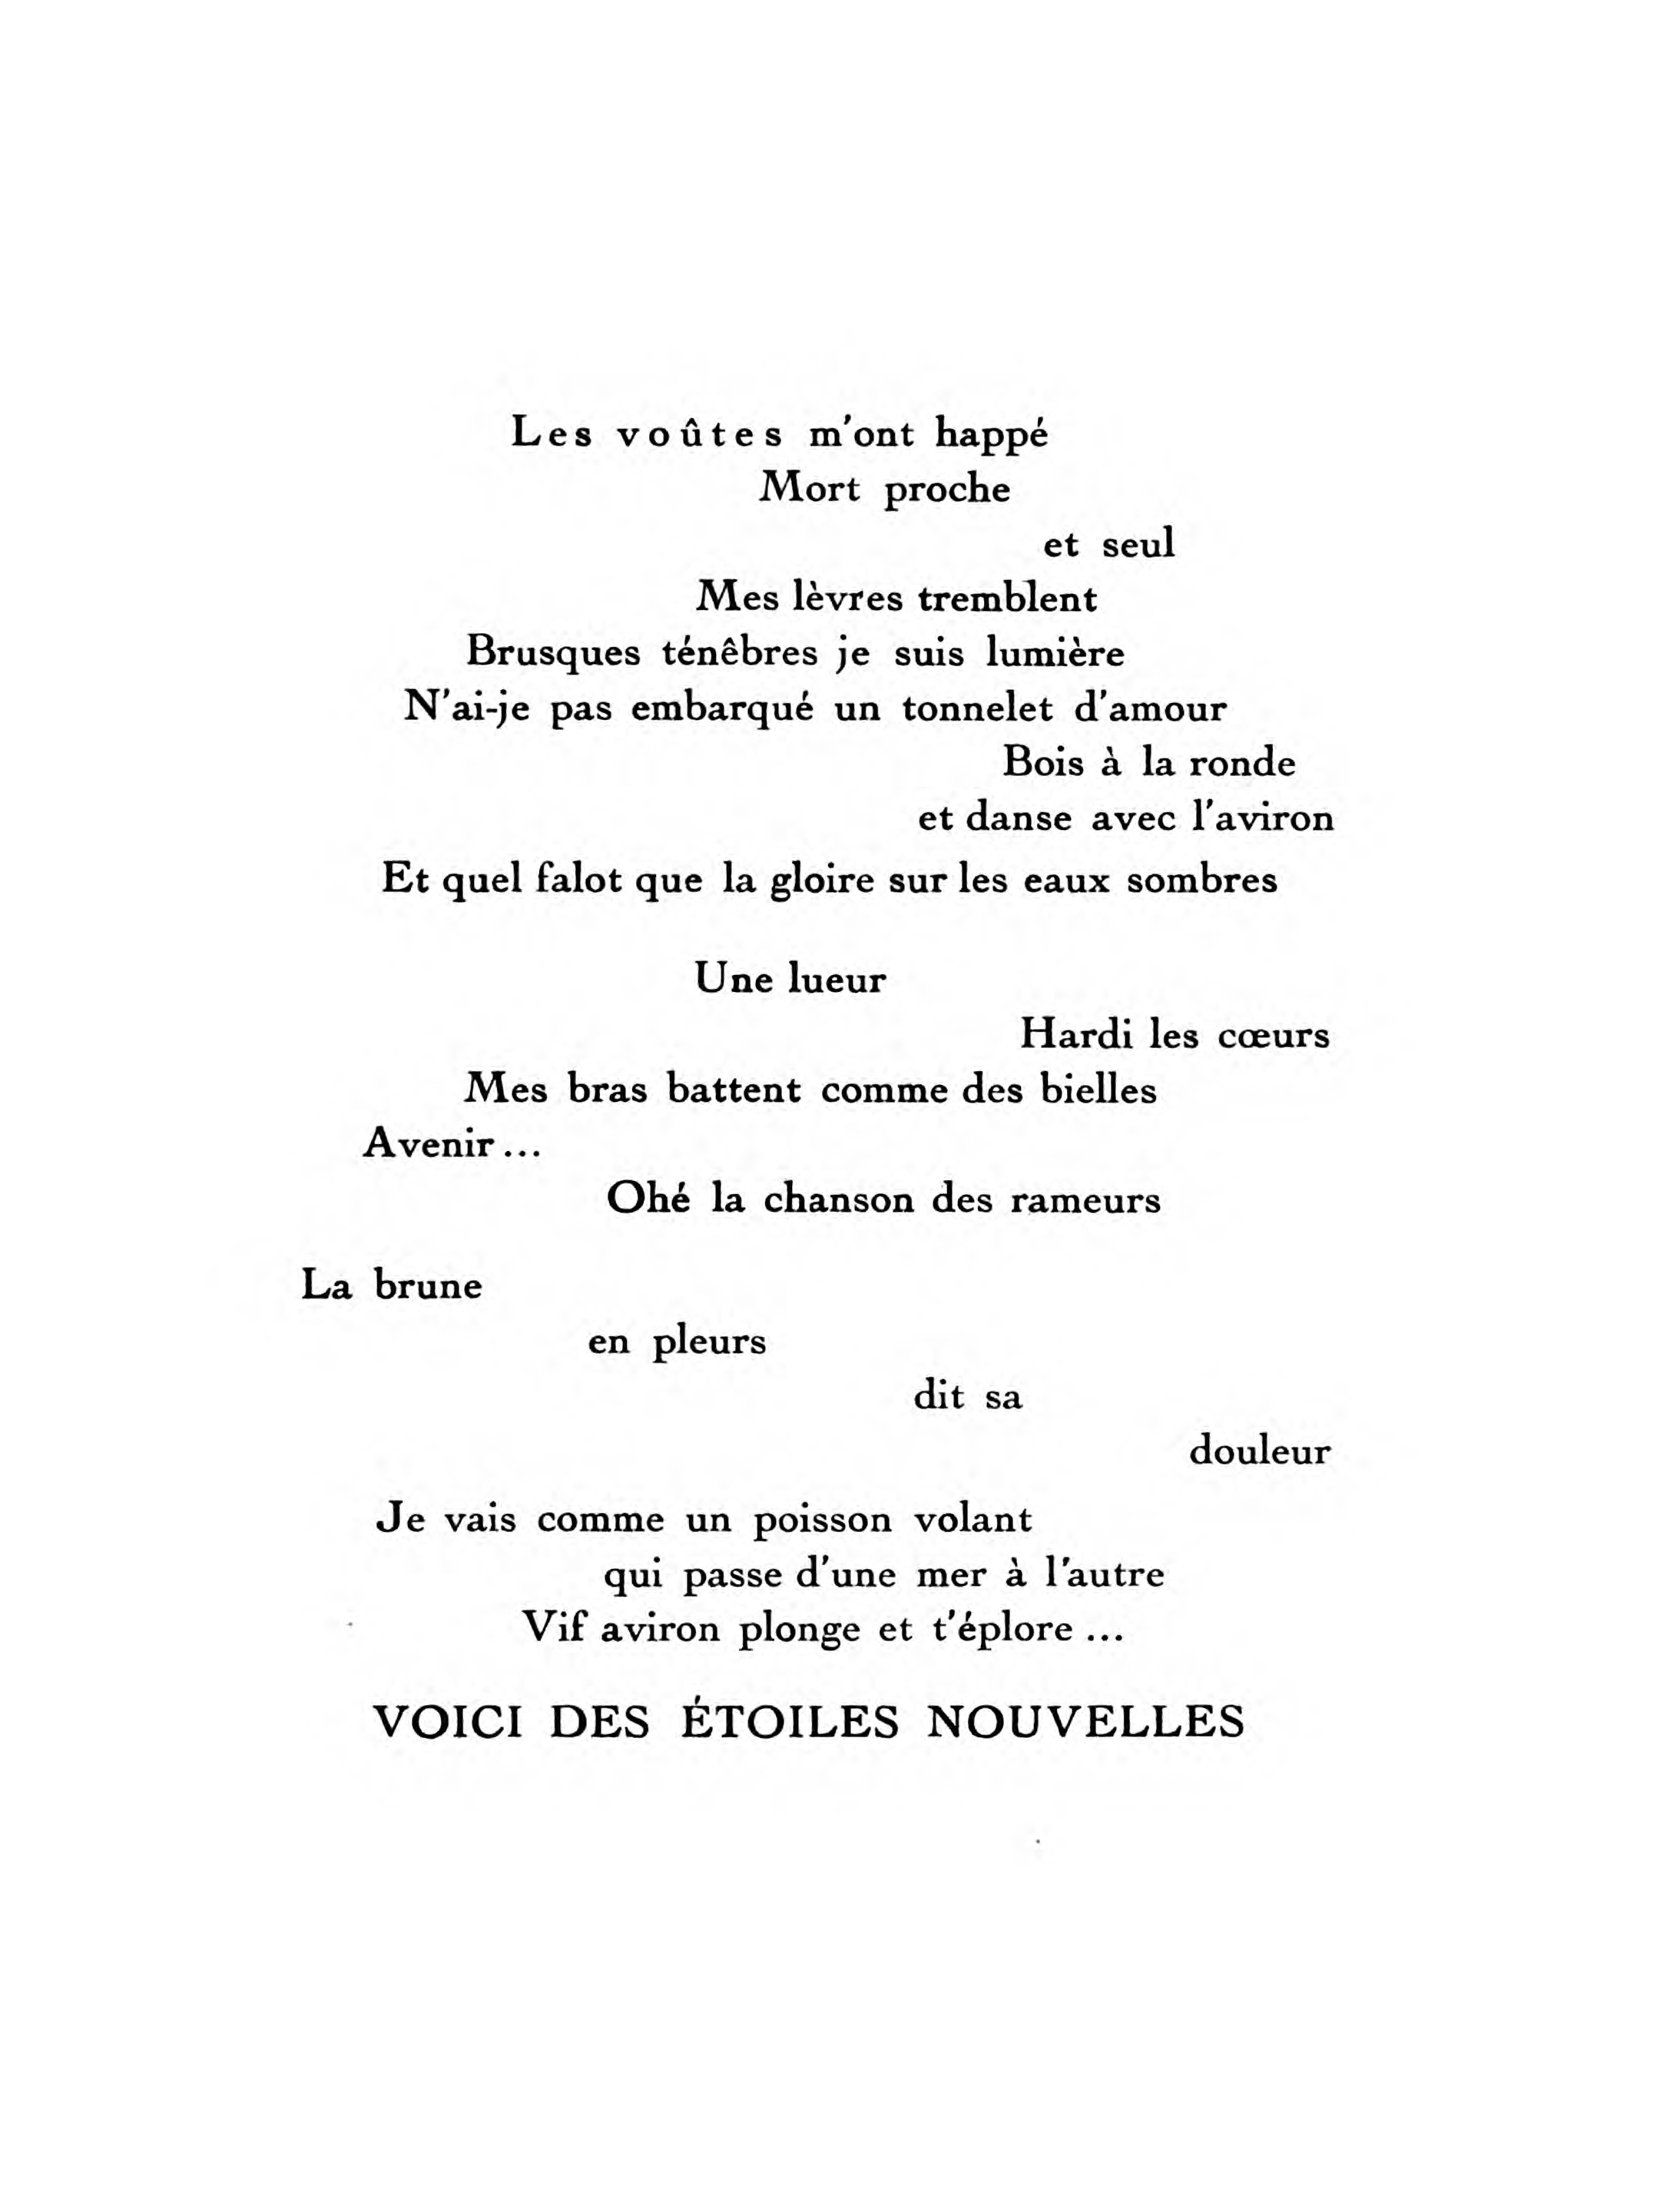 Les voûtes m'ont happé
Mort proche
et seul
Mes lèvres tremblent
Brusques ténêbres je suis lumière
N'ai-je pas embarqué un tonnelet d'amour
Bois à la ronde
et danse avec l'aviron
Et quel falot que la gloire sur les eaux sombres
Une lueur
Hardi les cœurs
Mes bras battent comme des bielles
Avenir...
Ohé la chanson des rameurs
La brune
en pleurs
dit sa
douleur
Je vais comme un poisson volant
qui passe d'une mer à l'autre
Vif aviron plonge et t'éplore ...
VOICI DES ÉTOILES NOUVELLES